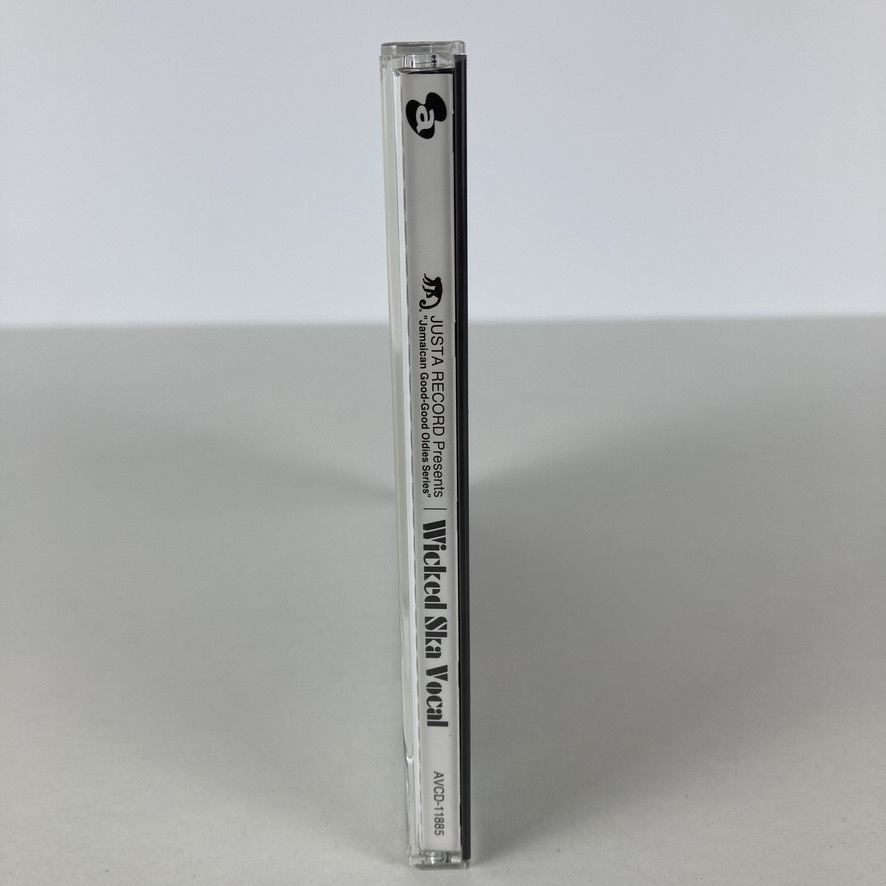 a
JUSTA RECORD Presents
"Jamaican Good-Good Oldies Series"
Wicked Ska Vocal
AVCD-11885